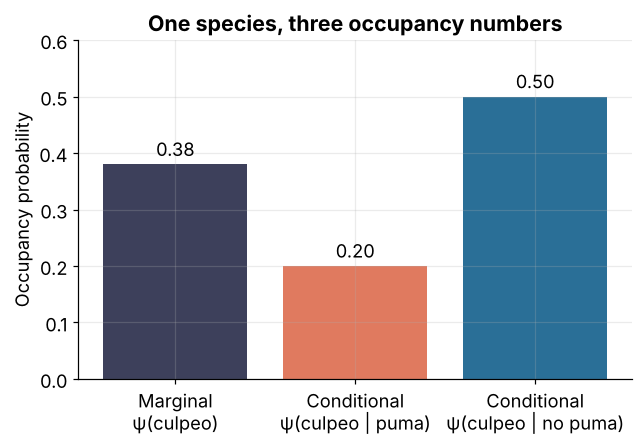 One species, three occupancy numbers
Occupancy probability
0.6
0.5
0.4
0.3
0.2
0.1
0.0
0.38
0.20
0.50
Marginal
ψ(culpeo)
Conditional
ψ(culpeo | puma)
Conditional
ψ(culpeo | no puma)